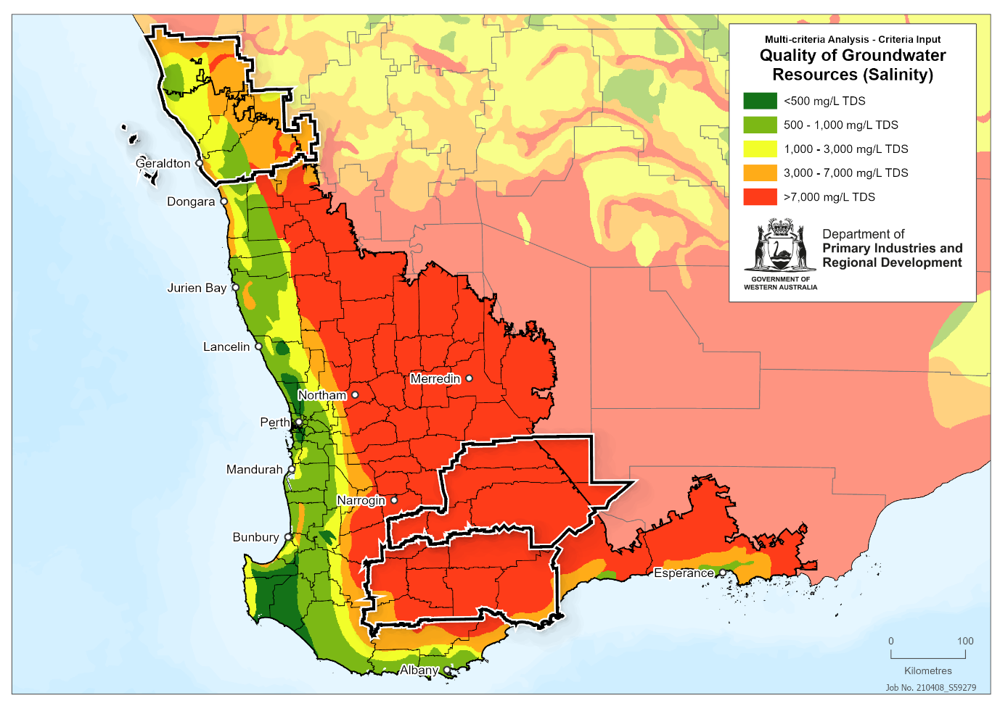 Multi-criteria Analysis - Criteria Input
Quality of Groundwater
Resources (Salinity)
<500 mg/L TDS
500 - 1,000 mg/L TDS
1,000 - 3,000 mg/L TDS
3,000 - 7,000 mg/L TDS
>7,000 mg/L TDS
GOVERNMENT OF
WESTERN AUSTRALIA
Department of
Primary Industries and
Regional Development
Geraldton
Dongara
Jurien Bay
Lancelin
Merredin
Northam
Perth
Mandurah
Narrogin
Bunbury
Esperance
Albany
0 100
Kilometres
Job No. 210408_S59279